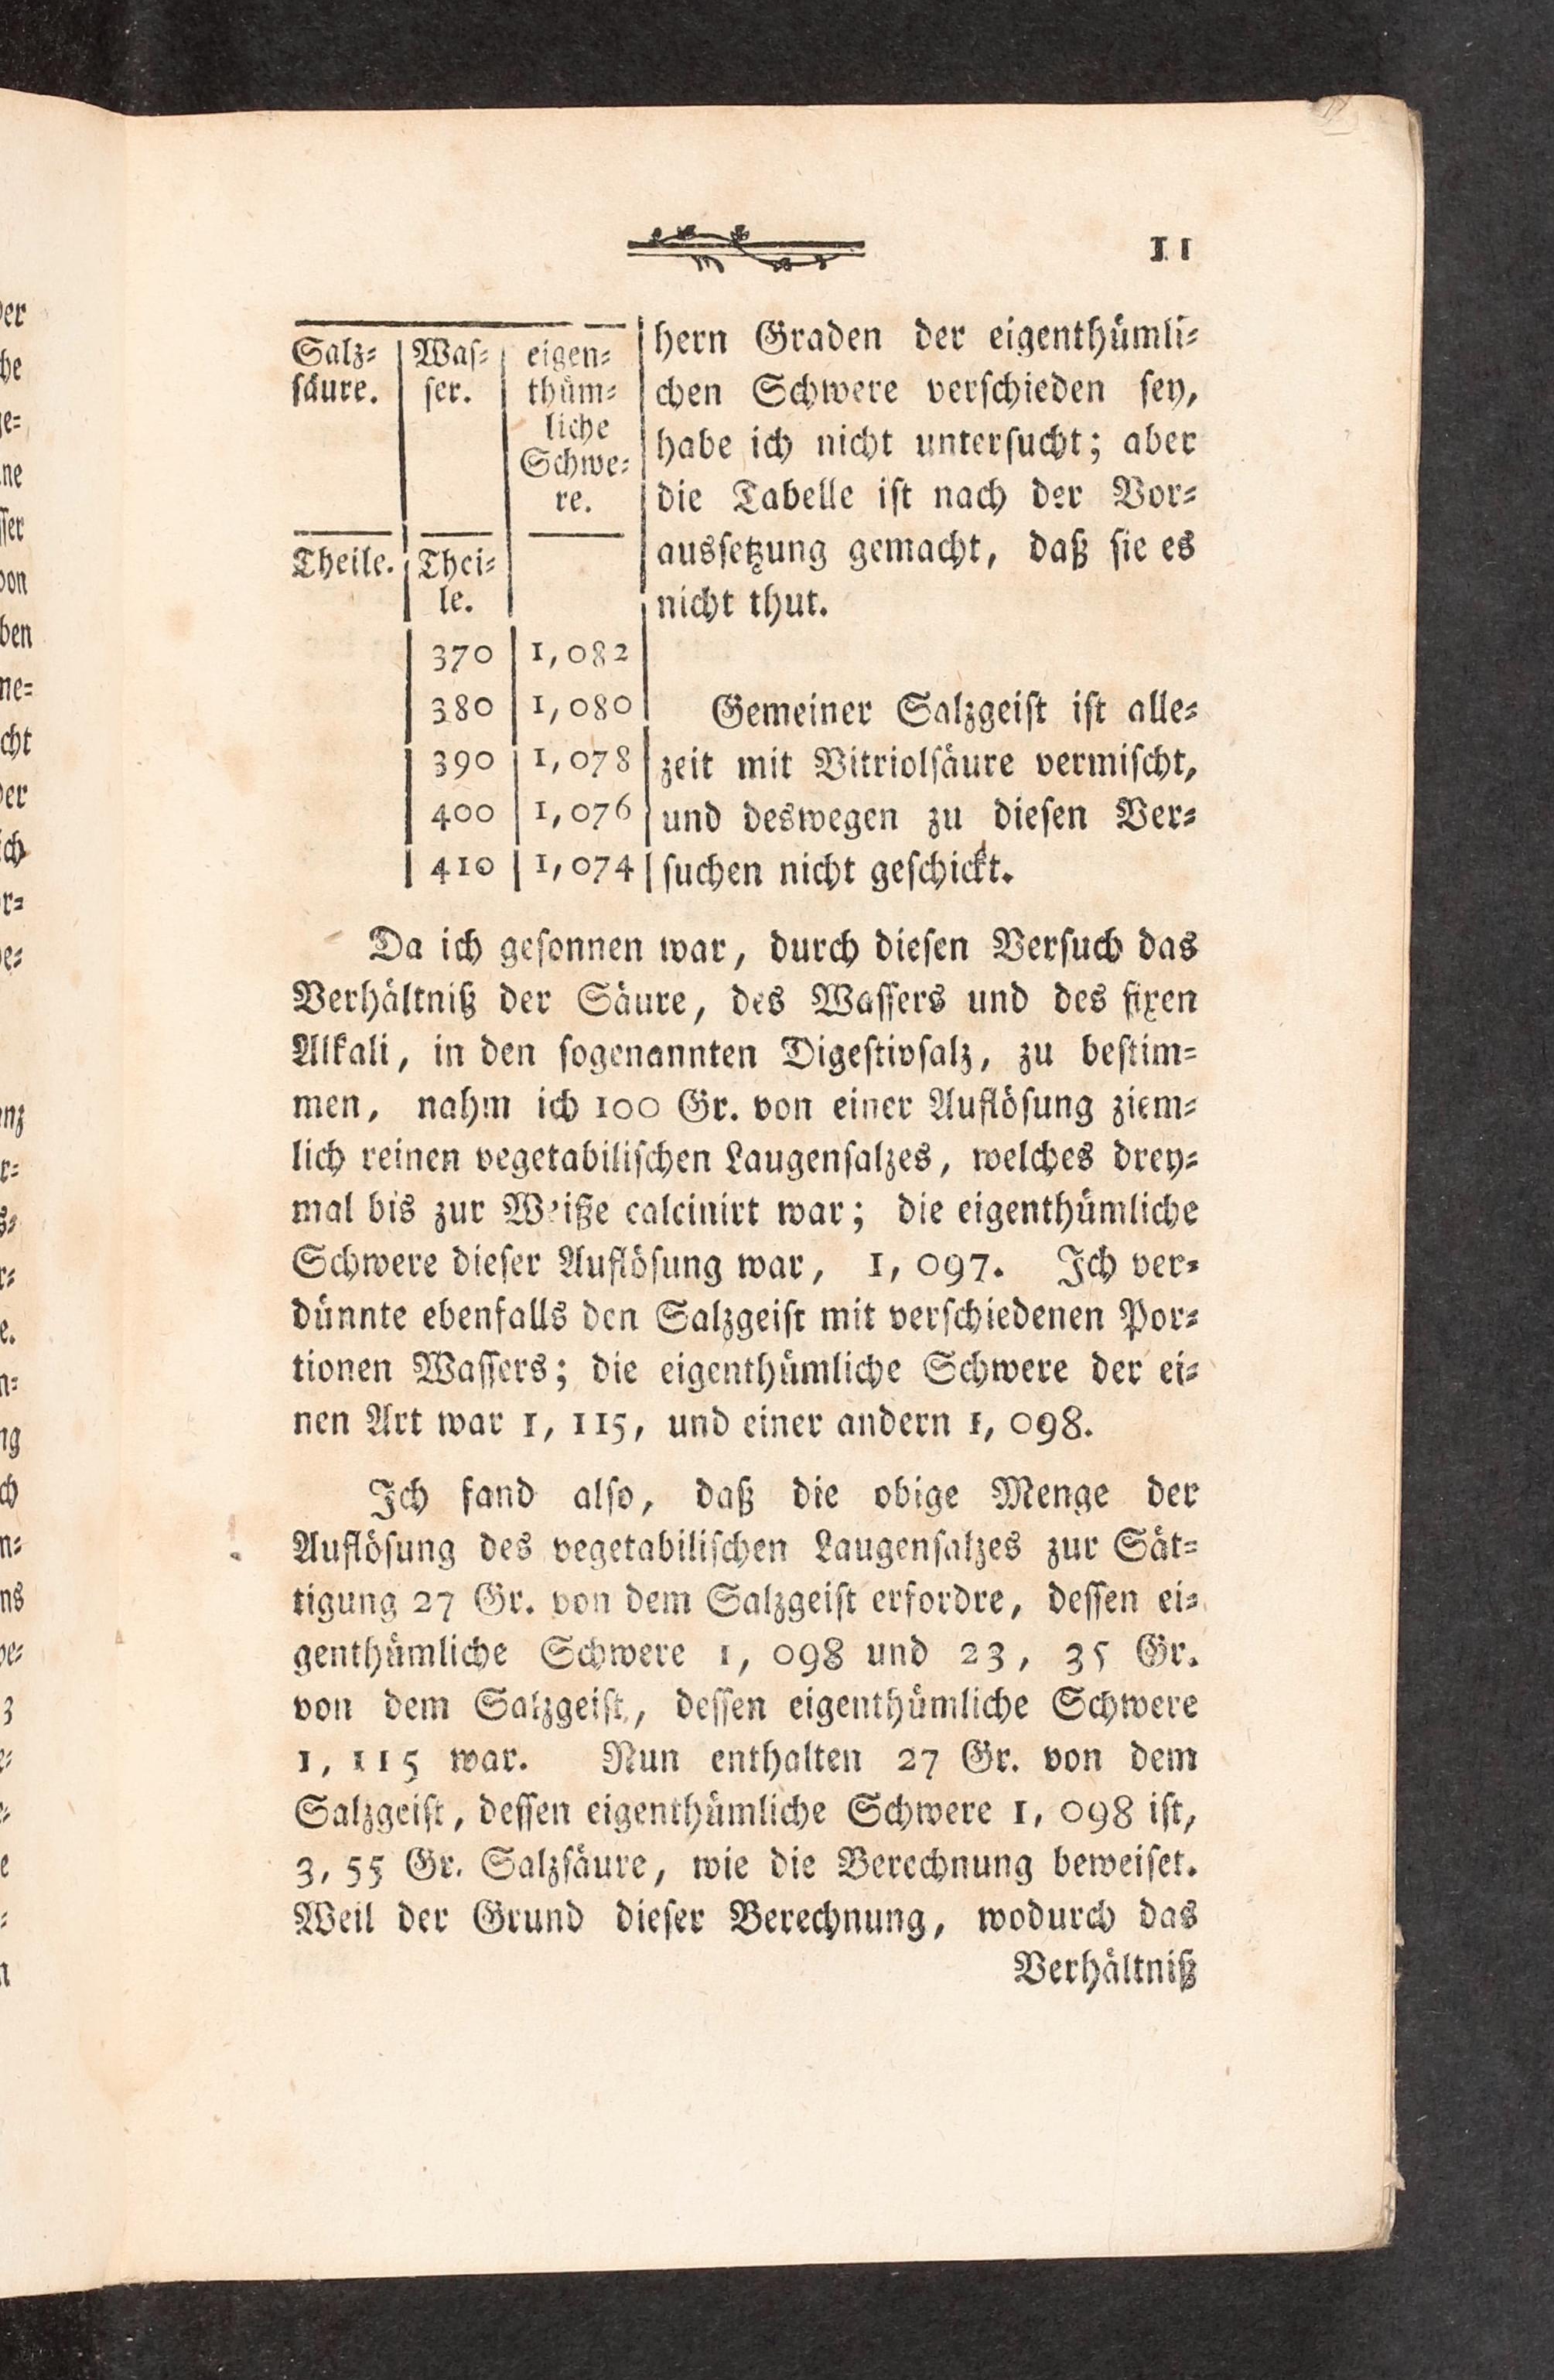 11
Salz- | Was- | eigen-
säure. | ser. | thüm-
liche
Schwe-
re.
Theile. | Thei-
le.
370 | 1,082
380 | 1,080
390 | 1,078
400 | 1,076
410 | 1,074
hern Graden der eigenthümli-
chen Schwere verschieden sey,
habe ich nicht untersucht; aber
die Tabelle ist nach der Vor-
aussetzung gemacht, daß sie es
nicht thut.
Gemeiner Salzgeist ist alle-
zeit mit Vitriolsäure vermischt,
und deswegen zu diesen Ver-
suchen nicht geschickt.
Da ich gesonnen war, durch diesen Versuch das
Verhältniß der Säure, des Wassers und des fixen
Alkali, in den sogenannten Digestivsalz, zu bestim-
men, nahm ich 100 Gr. von einer Auflösung ziem-
lich reinen vegetabilischen Laugensalzes, welches drey-
mal bis zur Weiße calcinirt war; die eigenthümliche
Schwere dieser Auflösung war, 1, 097. Ich ver-
dünnte ebenfalls den Salzgeist mit verschiedenen Por-
tionen Wassers; die eigenthümliche Schwere der ei-
nen Art war 1, 115, und einer andern 1, 098.
Ich fand also, daß die obige Menge der
Auflösung des vegetabilischen Laugensalzes zur Sät-
tigung 27 Gr. von dem Salzgeist erfordre, dessen ei-
genthümliche Schwere 1, 098 und 23, 35 Gr.
von dem Salzgeist, dessen eigenthümliche Schwere
1, 115 war. Nun enthalten 27 Gr. von dem
Salzgeist, dessen eigenthümliche Schwere 1, 098 ist,
3, 55 Gr. Salzsäure, wie die Berechnung beweiset.
Weil der Grund dieser Berechnung, wodurch das
Verhältniß